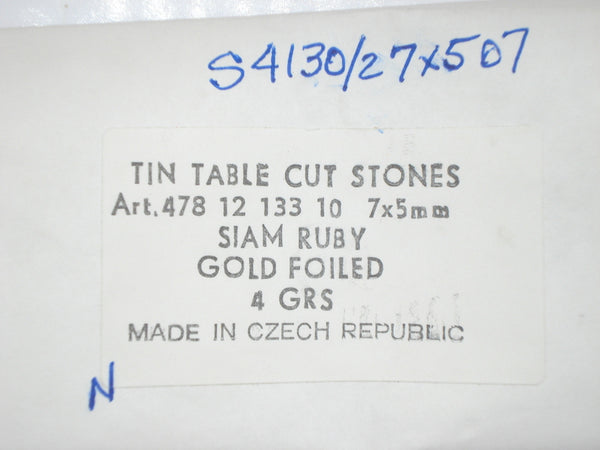 S4130/27x507
TIN TABLE CUT STONES
Art.478 12 133 10 7x5mm
SIAM RUBY
GOLD FOILED
4 GRS
MADE IN CZECH REPUBLIC
N